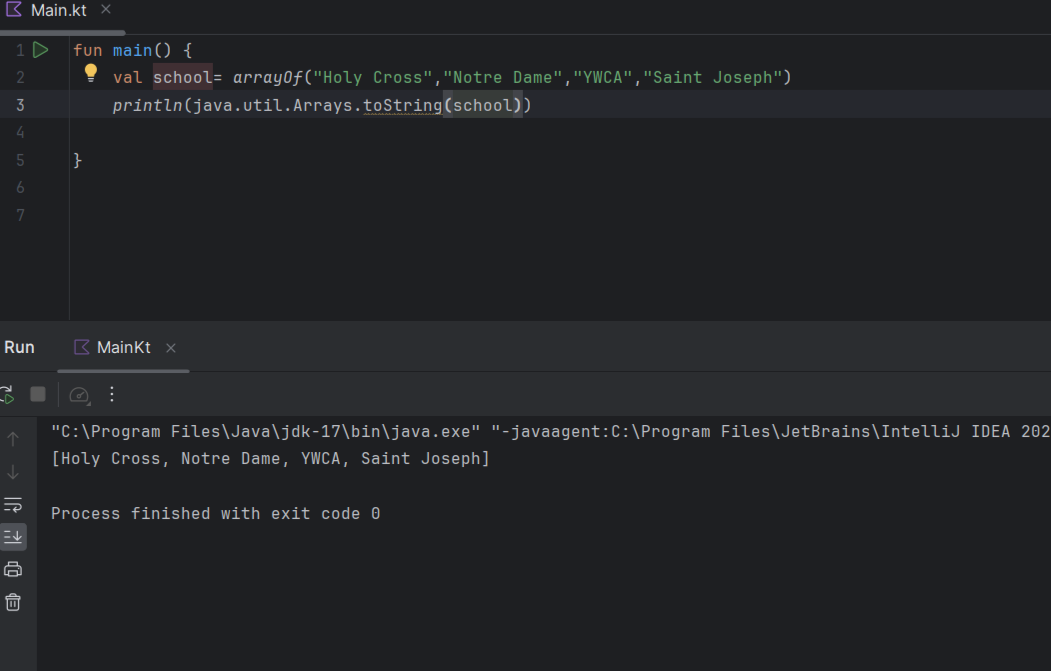 Main.kt
1 fun main() {
2 val school= arrayOf("Holy Cross","Notre Dame","YWCA","Saint Joseph")
3 println(java.util.Arrays.toString(school))
4
5 }
6
7
Run MainKt
"C:\Program Files\Java\jdk-17\bin\java.exe" "-javaagent:C:\Program Files\JetBrains\IntelliJ IDEA 202
[Holy Cross, Notre Dame, YWCA, Saint Joseph]
Process finished with exit code 0